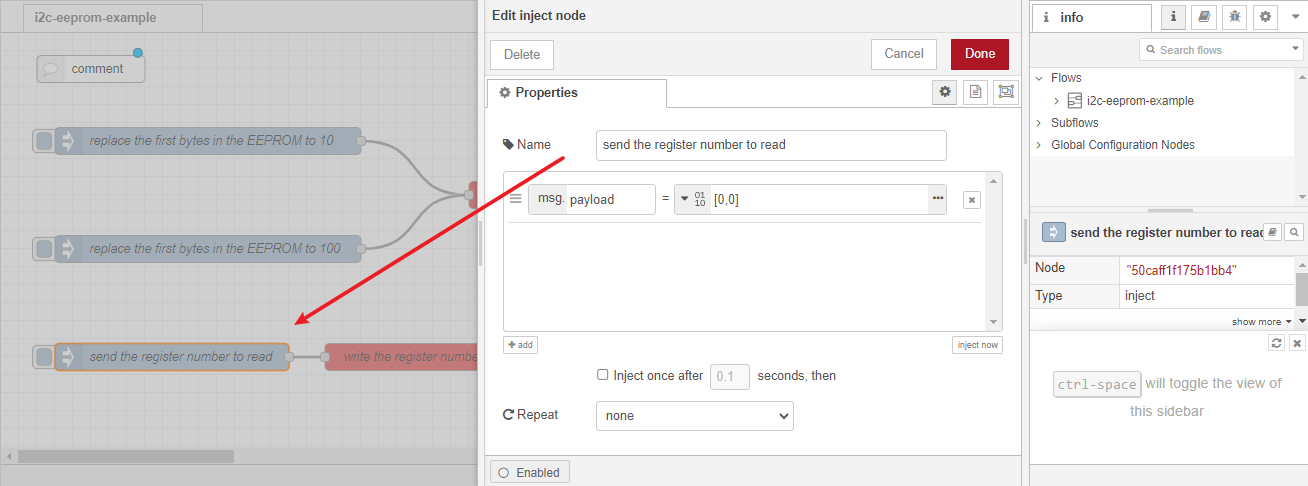 i2c-eeprom-example
comment
replace the first bytes in the EEPROM to 10
replace the first bytes in the EEPROM to 100
send the register number to read
write the register numbe
Edit inject node
Delete
Cancel
Done
Properties
Name
send the register number to read
msg. payload = 01 10 [0,0]
+ add
inject now
Inject once after 0.1 seconds, then
Repeat
none
Enabled
i info
i
Search flows
Flows
i2c-eeprom-example
Subflows
Global Configuration Nodes
send the register number to read
Node "50caff1f175b1bb4"
Type inject
show more
ctrl-space will toggle the view of
this sidebar